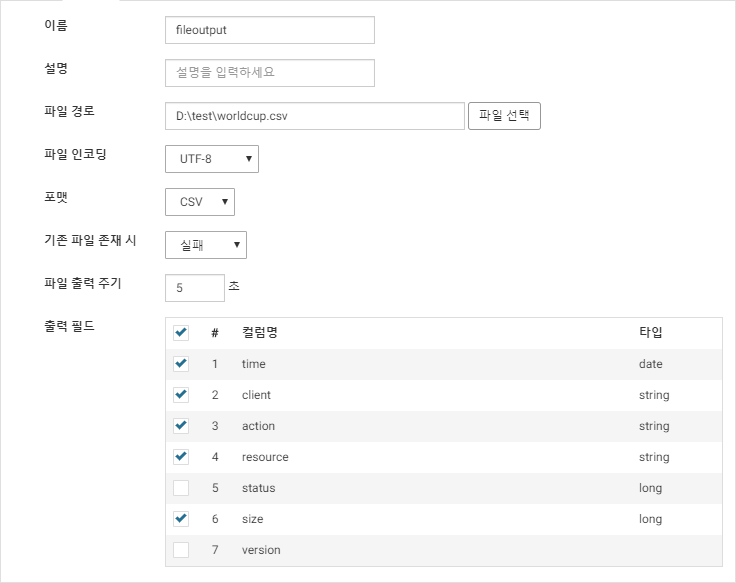 이름 fileoutput
설명 설명을 입력하세요
파일 경로 D:\test\worldcup.csv 파일 선택
파일 인코딩 UTF-8
포맷 CSV
기존 파일 존재 시 실패
파일 출력 주기 5 초
출력 필드 # 컬럼명 타입
1 time date
2 client string
3 action string
4 resource string
5 status long
6 size long
7 version